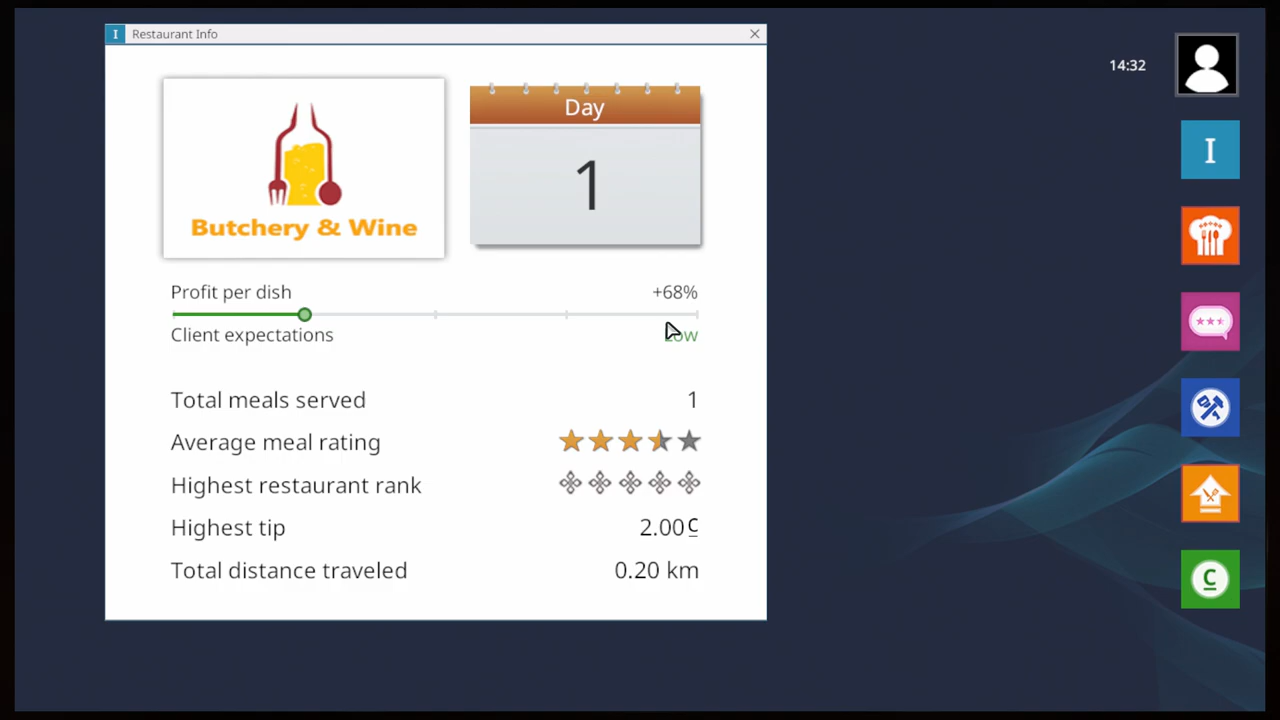 I Restaurant Info
14:32
Day
1
Butchery & Wine
I
Profit per dish +68%
Client expectations Low
Total meals served 1
Average meal rating
Highest restaurant rank
Highest tip 2.00 C
Total distance traveled 0.20 km
C